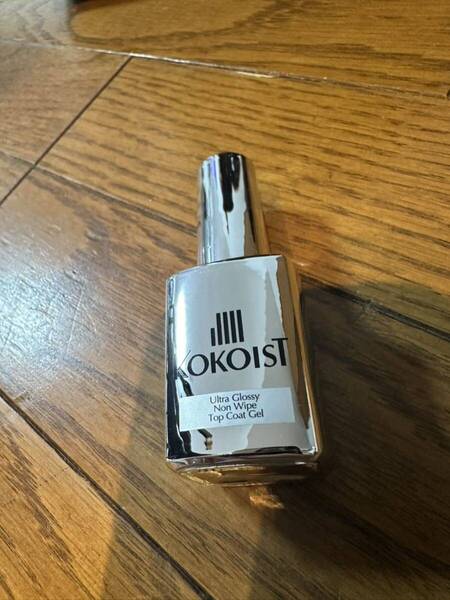 KOKOIST
Ultra Glossy
Non Wipe
Top Coat Gel